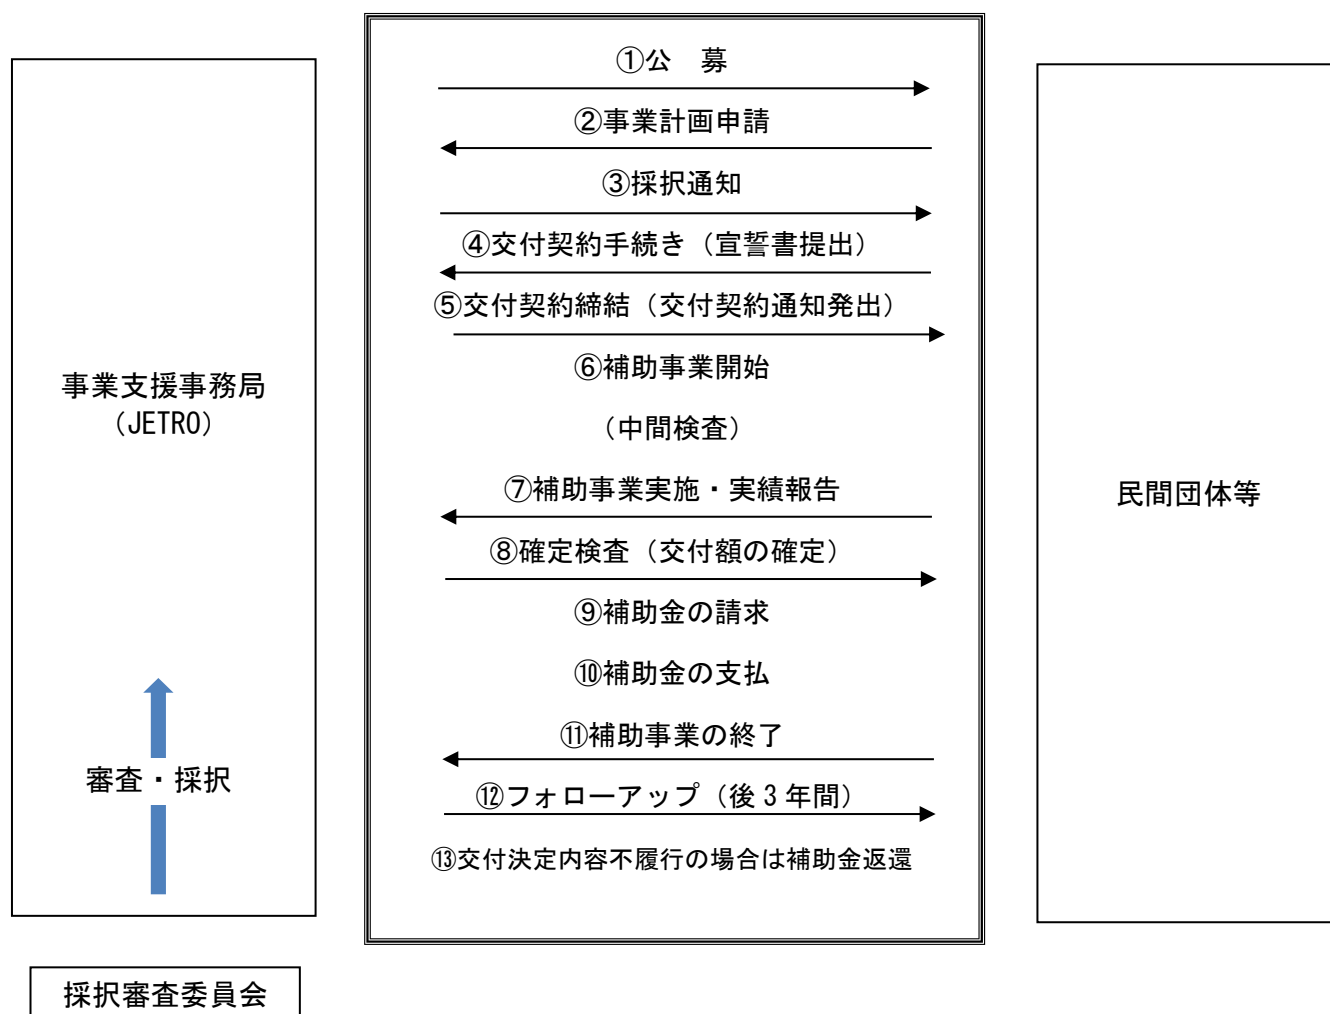 ①公　募
②事業計画申請
③採択通知
④交付契約手続き（宣誓書提出）
⑤交付契約締結（交付契約通知発出）
⑥補助事業開始
（中間検査）
⑦補助事業実施・実績報告
⑧確定検査（交付額の確定）
⑨補助金の請求
⑩補助金の支払
⑪補助事業の終了
⑫フォローアップ（後３年間）
⑬交付決定内容不履行の場合は補助金返還
事業支援事務局
（JETRO）
審査・採択
採択審査委員会
民間団体等